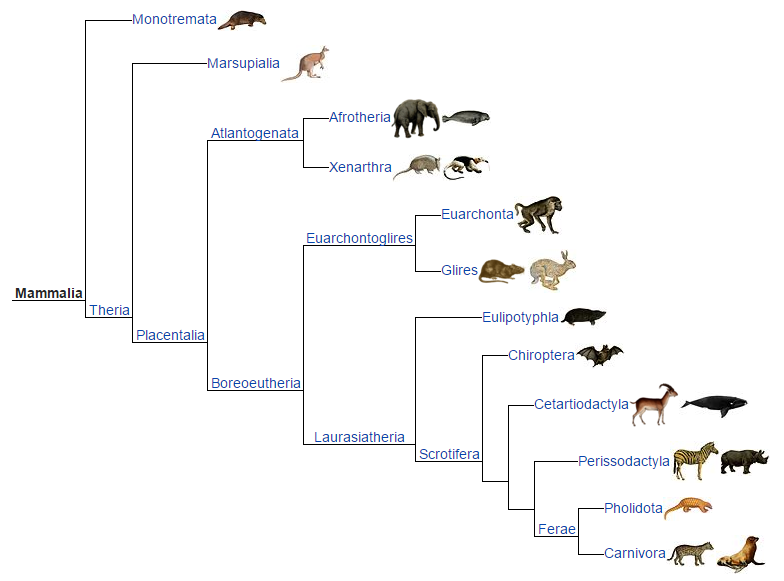 Monotremata
Marsupialia
Afrotheria
Atlantogenata
Xenarthra
Euarchonta
Euarchontoglires
Glires
Mammalia
Theria
Eulipotyphla
Placentalia
Chiroptera
Boreoeutheria
Cetartiodactyla
Laurasiatheria
Scrotifera
Perissodactyla
Pholidota
Ferae
Carnivora